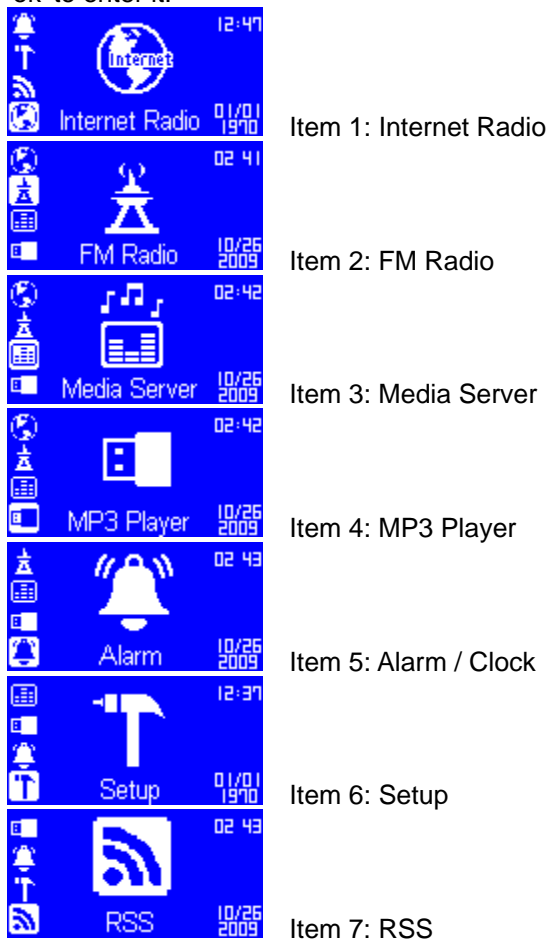 ok to enter it.
12:47
Internet
Internet Radio
01/01
1970
Item 1: Internet Radio
02 41
FM Radio
10/26
2009
Item 2: FM Radio
02:42
Media Server
10/26
2009
Item 3: Media Server
02:42
MP3 Player
10/26
2009
Item 4: MP3 Player
02 43
Alarm
10/26
2009
Item 5: Alarm / Clock
12:37
Setup
01/01
1970
Item 6: Setup
02 43
RSS
10/26
2009
Item 7: RSS